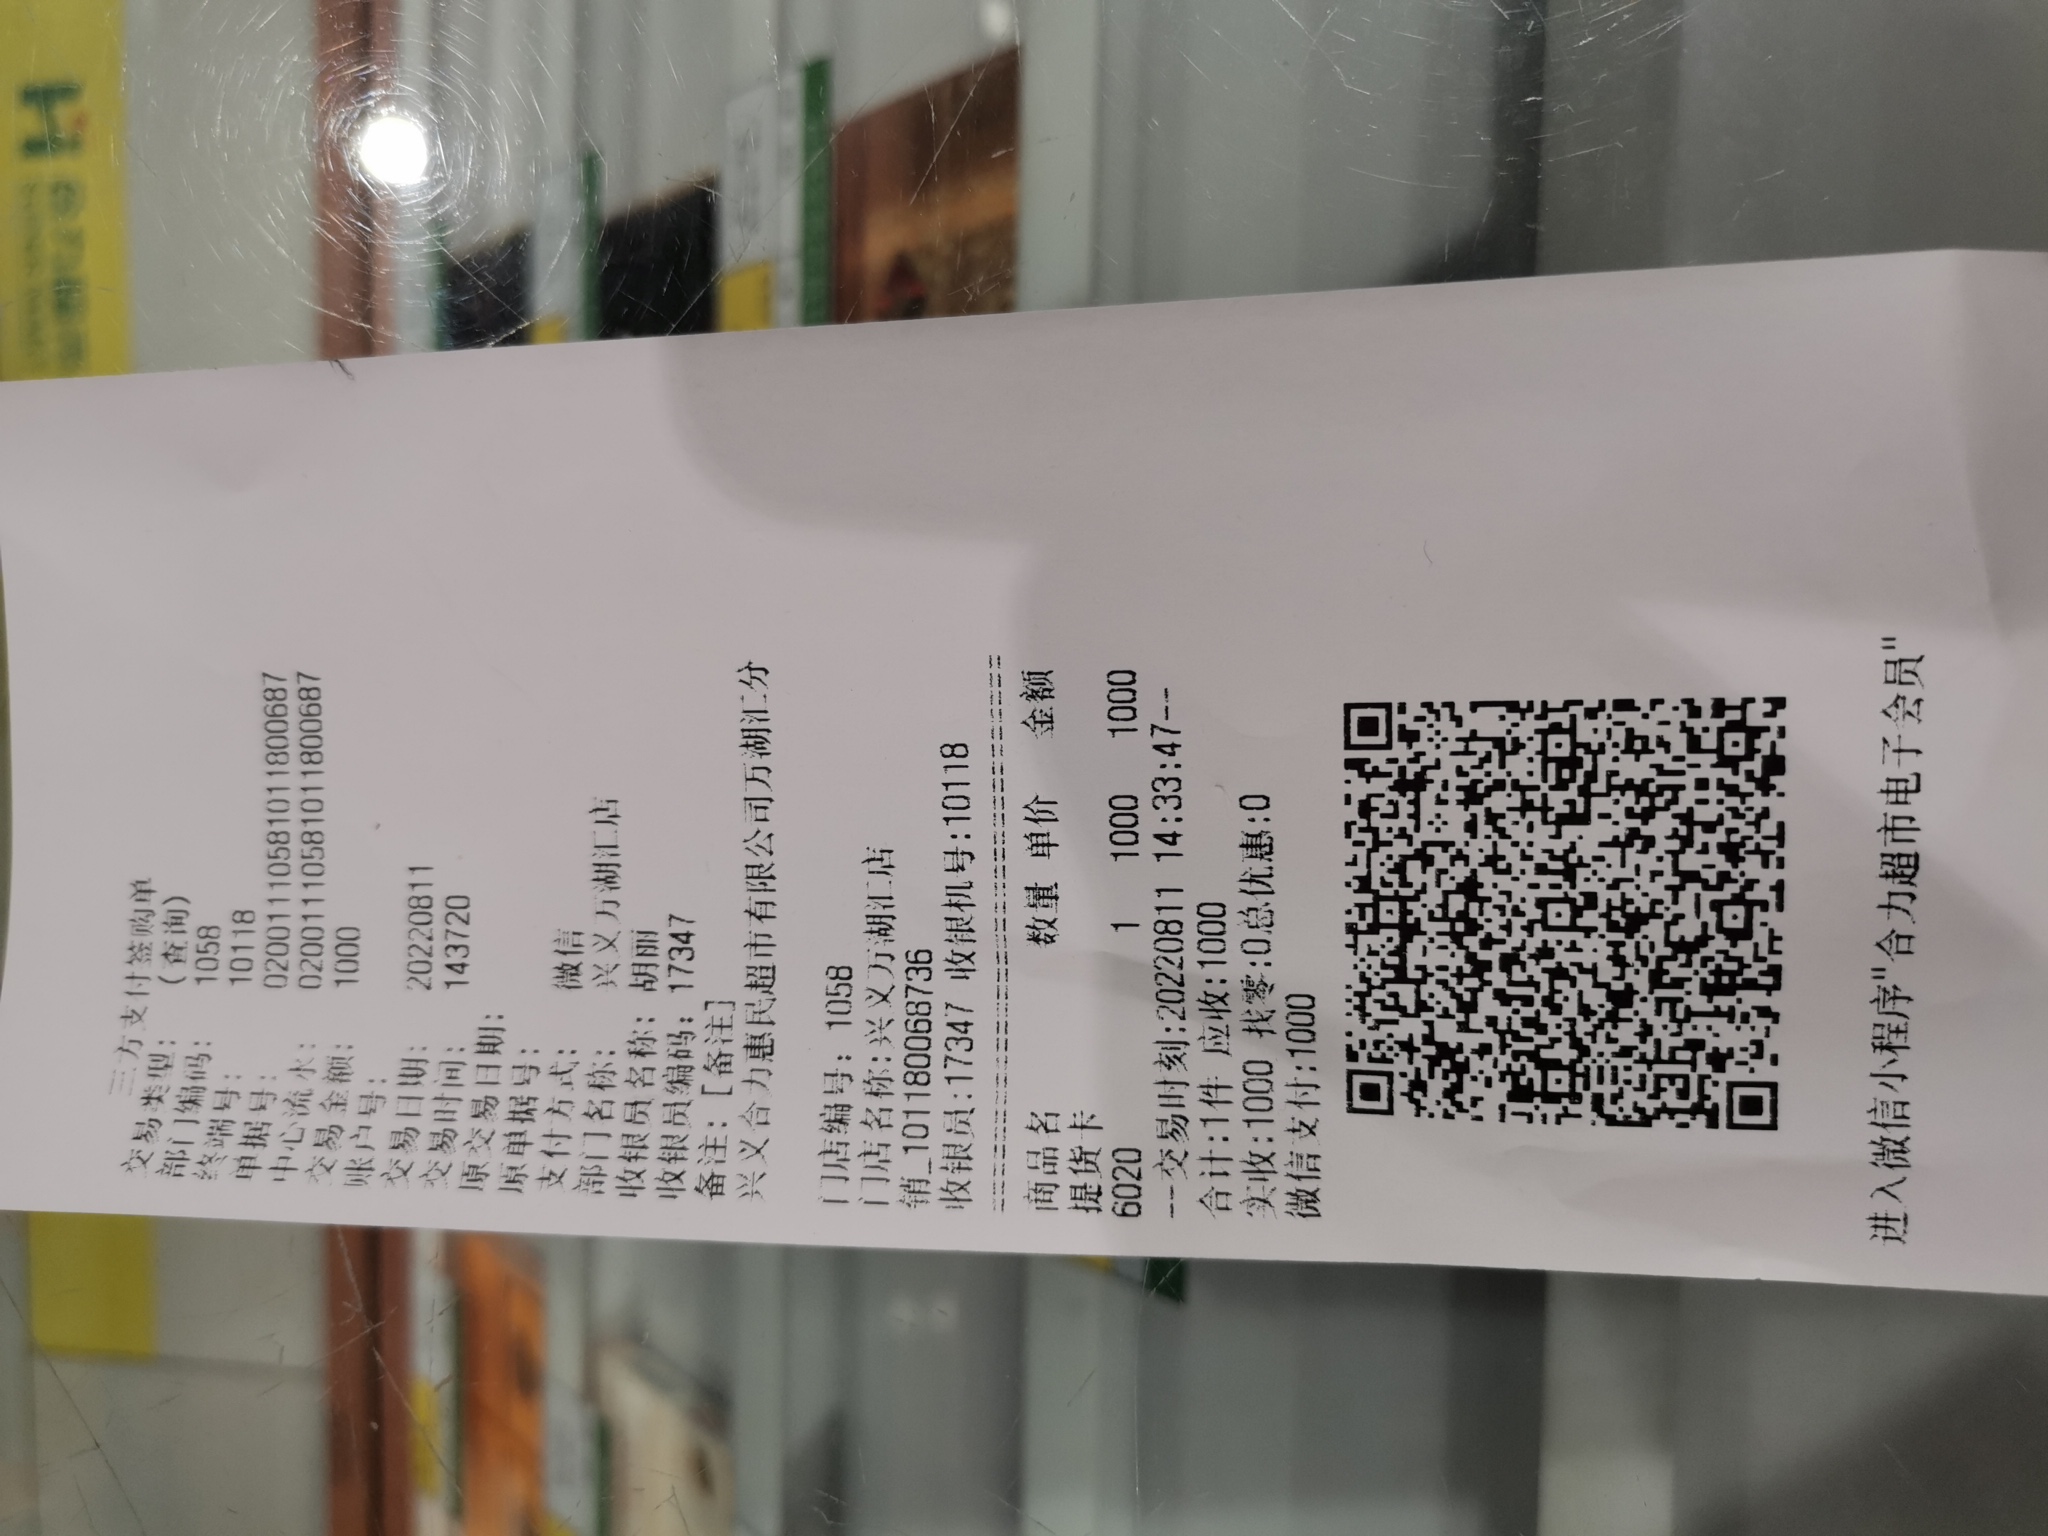 三方支付签购单
交易类型: (查询)
部门编码: 1058
终端号: 10118
单据号: 0200111058101180­0687
中心流水: 02001110581011800687
交易金额: 1000
账户号:
交易日期: 20220811
交易时间: 143720
原交易日期:
原单据号:
支付方式: 微信
部门名称: 兴义万湖汇店
收银员名称: 胡丽
收银员编码: 17347
备注: [备注]
兴义合力惠民超市有限公司万湖汇分
门店编号: 1058
门店名称:兴义万湖汇店
销_1011800687­36
收银员:17347 收银机号:10118
商品名 数量 单价 金额
提货卡
6020 1 1000 1000
--交易时刻:20220811 14:33:47--
合计:1件 应收:1000
实收:1000 找零:0总优惠:0
微信支付:1000
进入微信小程序"合力超市电子会员"